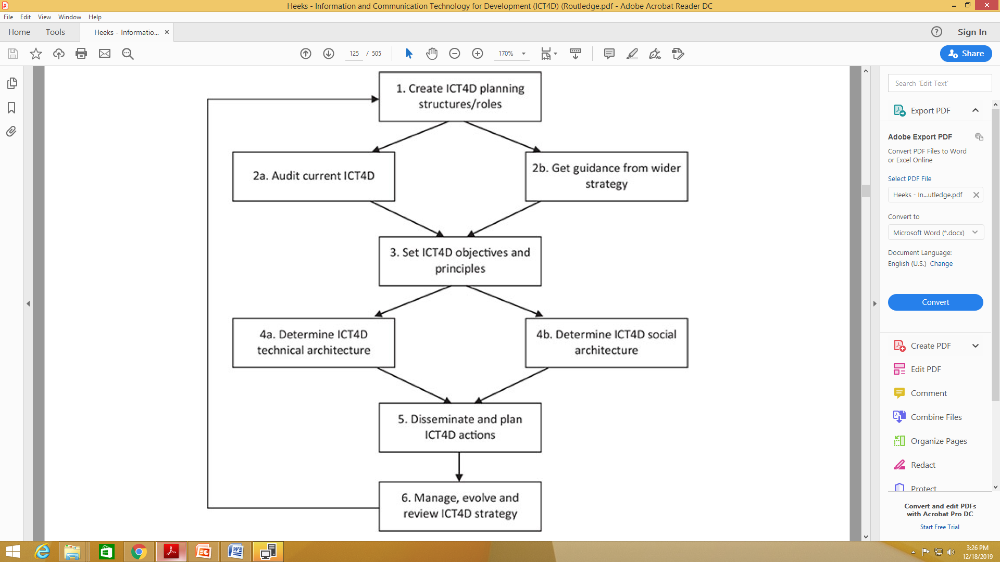 Heeks - Information and Communication Technology for Development (ICT4D) (Routledge.pdf - Adobe Acrobat Reader DC
File Edit View Window Help
Home Tools Heeks - Informatio... × Sign In
125 / 505 170% Share
1. Create ICT4D planning
structures/roles
2a. Audit current ICT4D
2b. Get guidance from wider
strategy
3. Set ICT4D objectives and
principles
4a. Determine ICT4D
technical architecture
4b. Determine ICT4D social
architecture
5. Disseminate and plan
ICT4D actions
6. Manage, evolve and
review ICT4D strategy
Search 'Edit Text'
Export PDF
Adobe Export PDF
Convert PDF Files to Word
or Excel Online
Select PDF File
Heeks - In...utledge.pdf
Convert to
Microsoft Word (*.docx)
Document Language:
English (U.S.) Change
Convert
Create PDF
Edit PDF
Comment
Combine Files
Organize Pages
Redact
Protect
Convert and edit PDFs
with Acrobat Pro DC
Start Free Trial
3:26 PM
12/18/2019